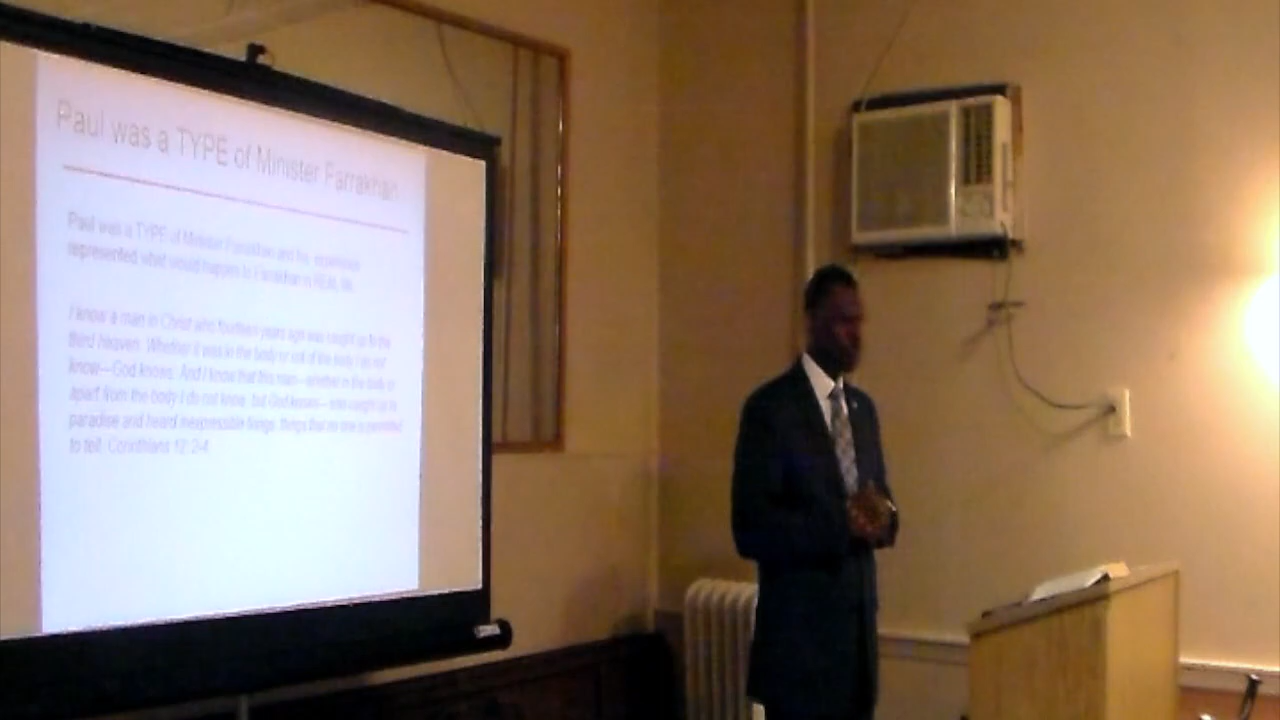 Paul was a TYPE of Minister Farrakhan
Paul was a TYPE of Minister Farrakhan and his experience
represented what would happen to Farrakhan in REAL life.
I know a man in Christ who fourteen years ago was caught up to the
third heaven. Whether it was in the body or out of the body I do not
know—God knows. And I know that this man—whether in the body or
apart from the body I do not know, but God knows— was caught up to
paradise and heard inexpressible things, things that no one is permitted
to tell. Corinthians 12: 2-4